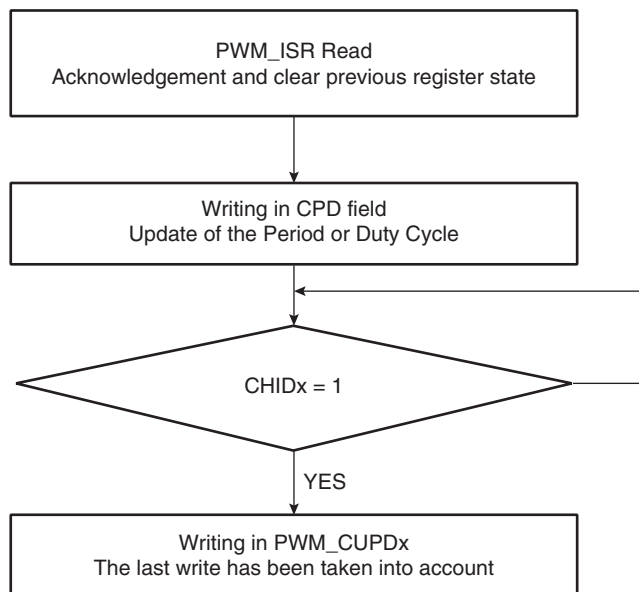 PWM_ISR Read
Acknowledgement and clear previous register state
Writing in CPD field
Update of the Period or Duty Cycle
CHIDx = 1
YES
Writing in PWM_CUPDx
The last write has been taken into account